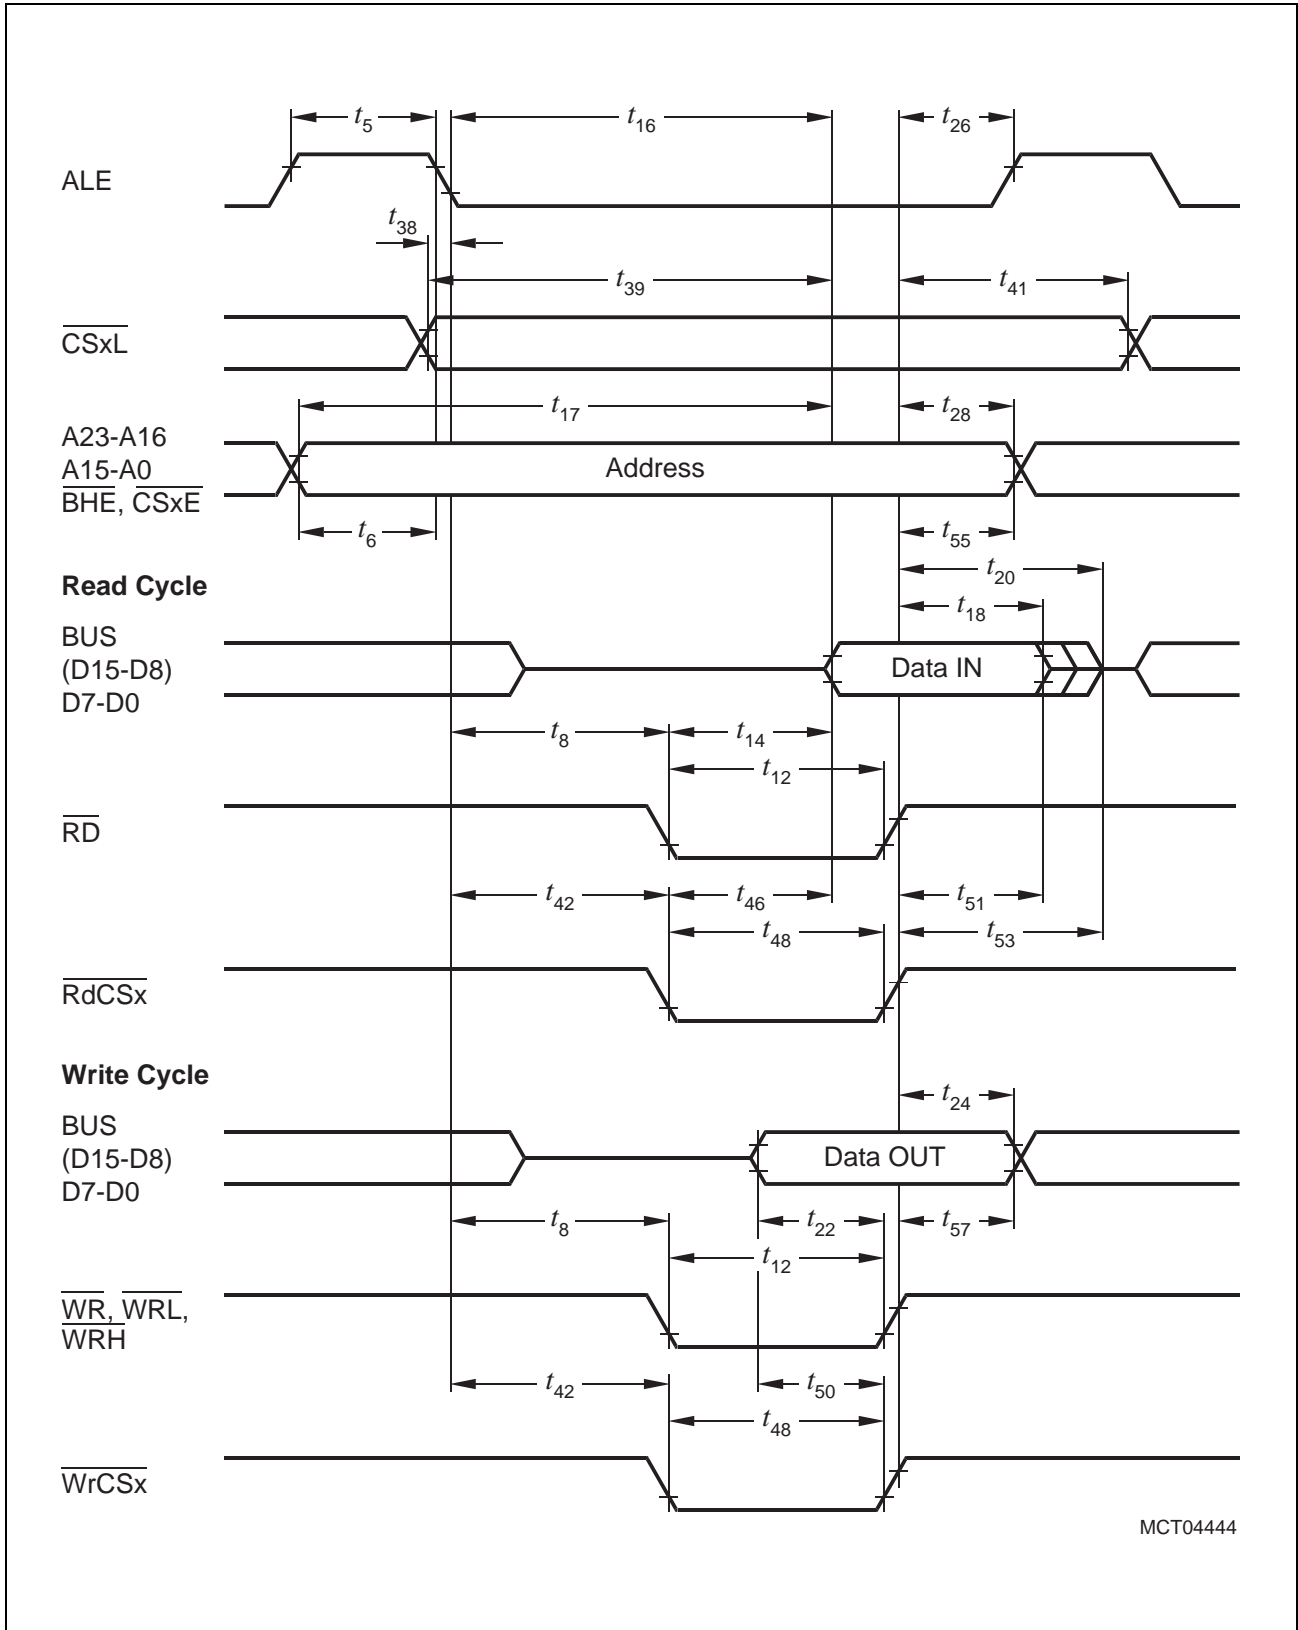 t5 t16 t26
ALE
t38
t39 t41
CSxL
t17 t28
A23-A16
A15-A0
BHE, CSxE
Address
t6 t55
t20
Read Cycle
t18
BUS
(D15-D8)
D7-D0
Data IN
t8 t14
t12
RD
t42 t46 t51
t48 t53
RdCSx
Write Cycle
t24
BUS
(D15-D8)
D7-D0
Data OUT
t8 t22 t57
t12
WR, WRL,
WRH
t42 t50
t48
WrCSx
MCT04444